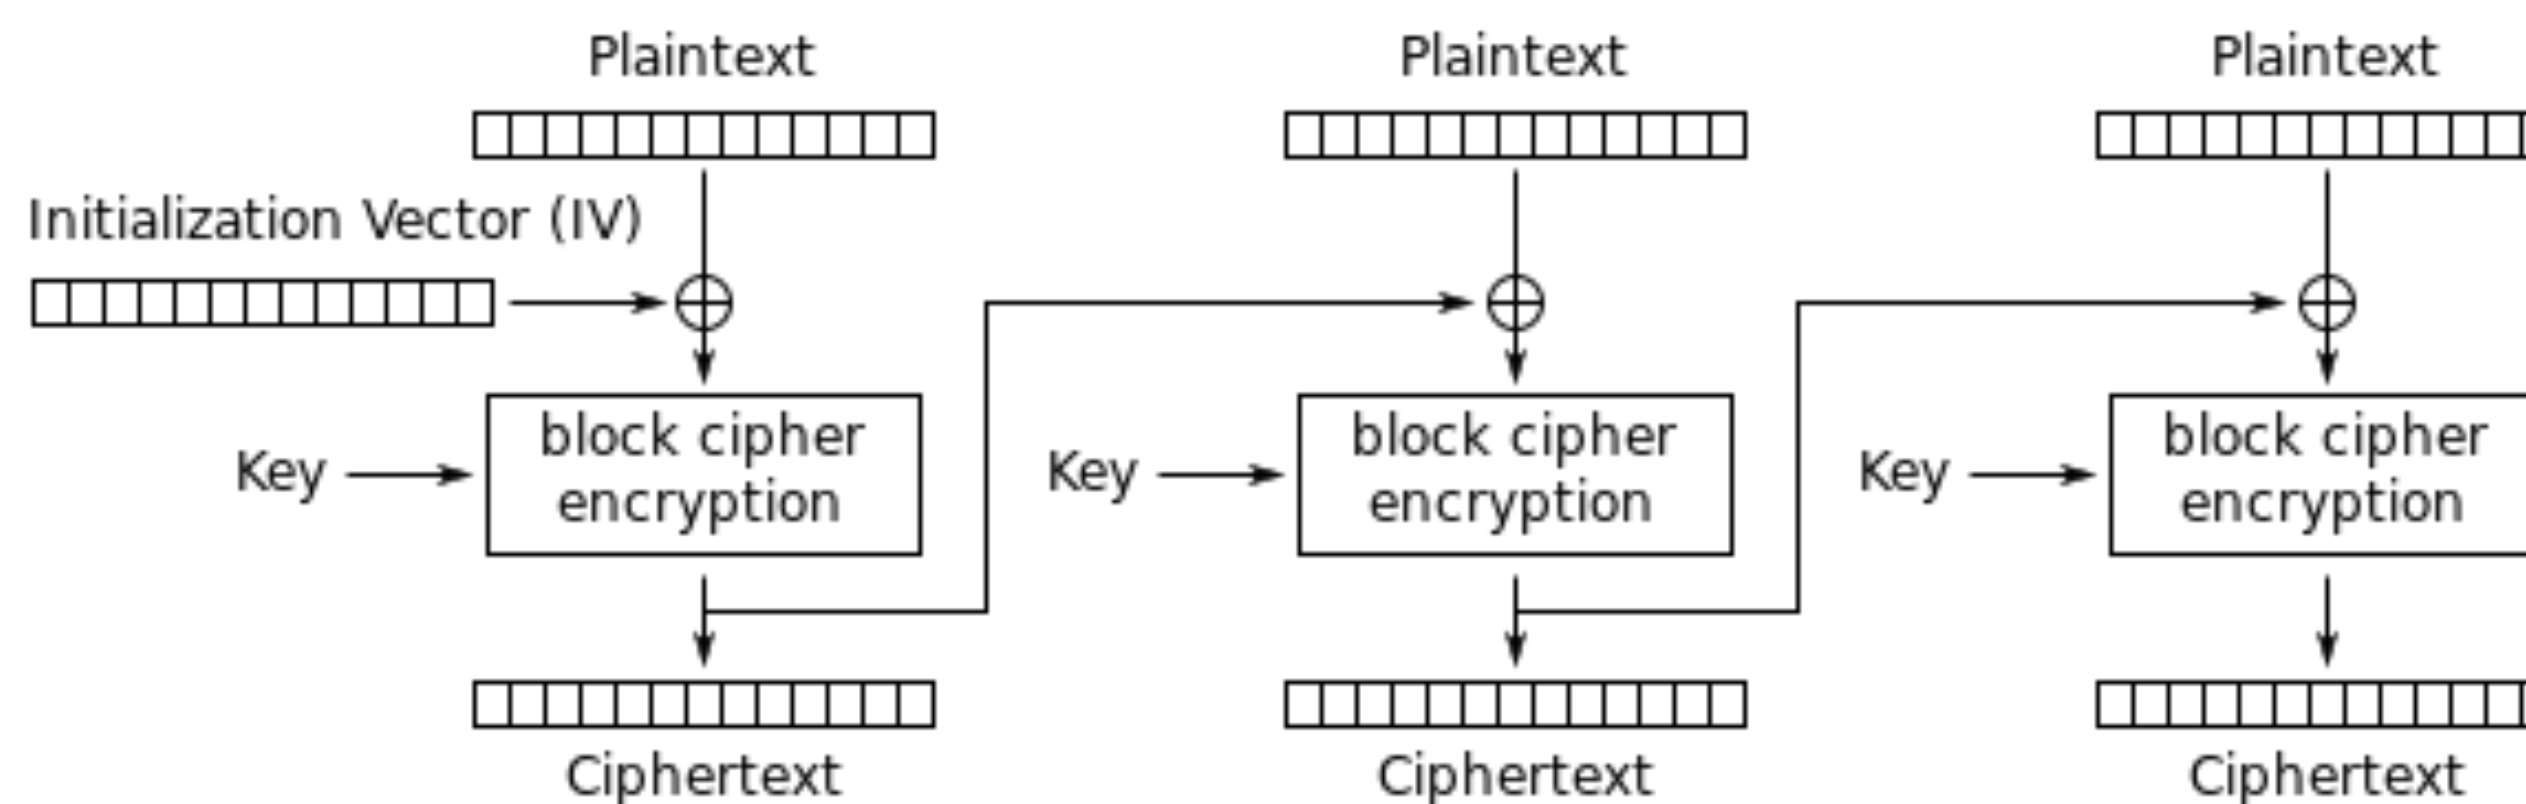 Plaintext
Plaintext
Plaintext
Initialization Vector (IV)
Key
block cipher
encryption
Key
block cipher
encryption
Key
block cipher
encryption
Ciphertext
Ciphertext
Ciphertext